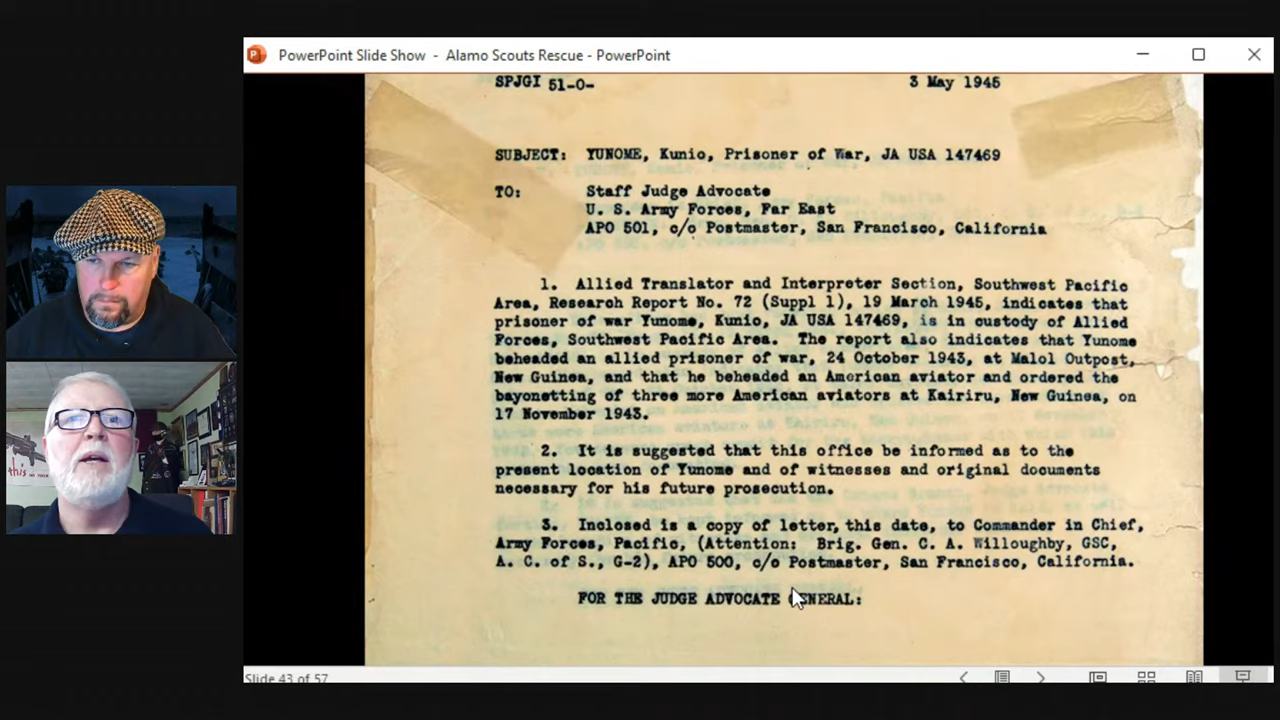 PowerPoint Slide Show - Alamo Scouts Rescue - PowerPoint
SPJGI 51-0-
3 May 1945
SUBJECT: YUNOME, Kunio, Prisoner of War, JA USA 147469
TO: Staff Judge Advocate
U. S. Army Forces, Far East
APO 501, c/o Postmaster, San Francisco, California
1. Allied Translator and Interpreter Section, Southwest Pacific
Area, Research Report No. 72 (Suppl 1), 19 March 1945, indicates that
prisoner of war Yunome, Kunio, JA USA 147469, is in custody of Allied
Forces, Southwest Pacific Area. The report also indicates that Yunome
beheaded an allied prisoner of war, 24 October 1943, at Malol Outpost,
New Guinea, and that he beheaded an American aviator and ordered the
bayonetting of three more American aviators at Kairiru, New Guinea, on
17 November 1943.
2. It is suggested that this office be informed as to the
present location of Yunome and of witnesses and original documents
necessary for his future prosecution.
3. Inclosed is a copy of letter, this date, to Commander in Chief,
Army Forces, Pacific, (Attention: Brig. Gen. C. A. Willoughby, GSC,
A. C. of S., G-2), APO 500, c/o Postmaster, San Francisco, California.
FOR THE JUDGE ADVOCATE GENERAL:
this
Slide 43 of 57